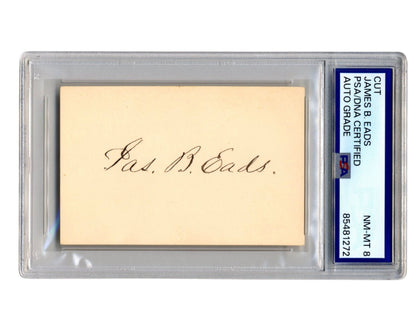 Jas. B. Eads.
CUT
JAMES B. EADS
PSA/DNA CERTIFIED
AUTO GRADE
PSA
NM-MT 8
85481272